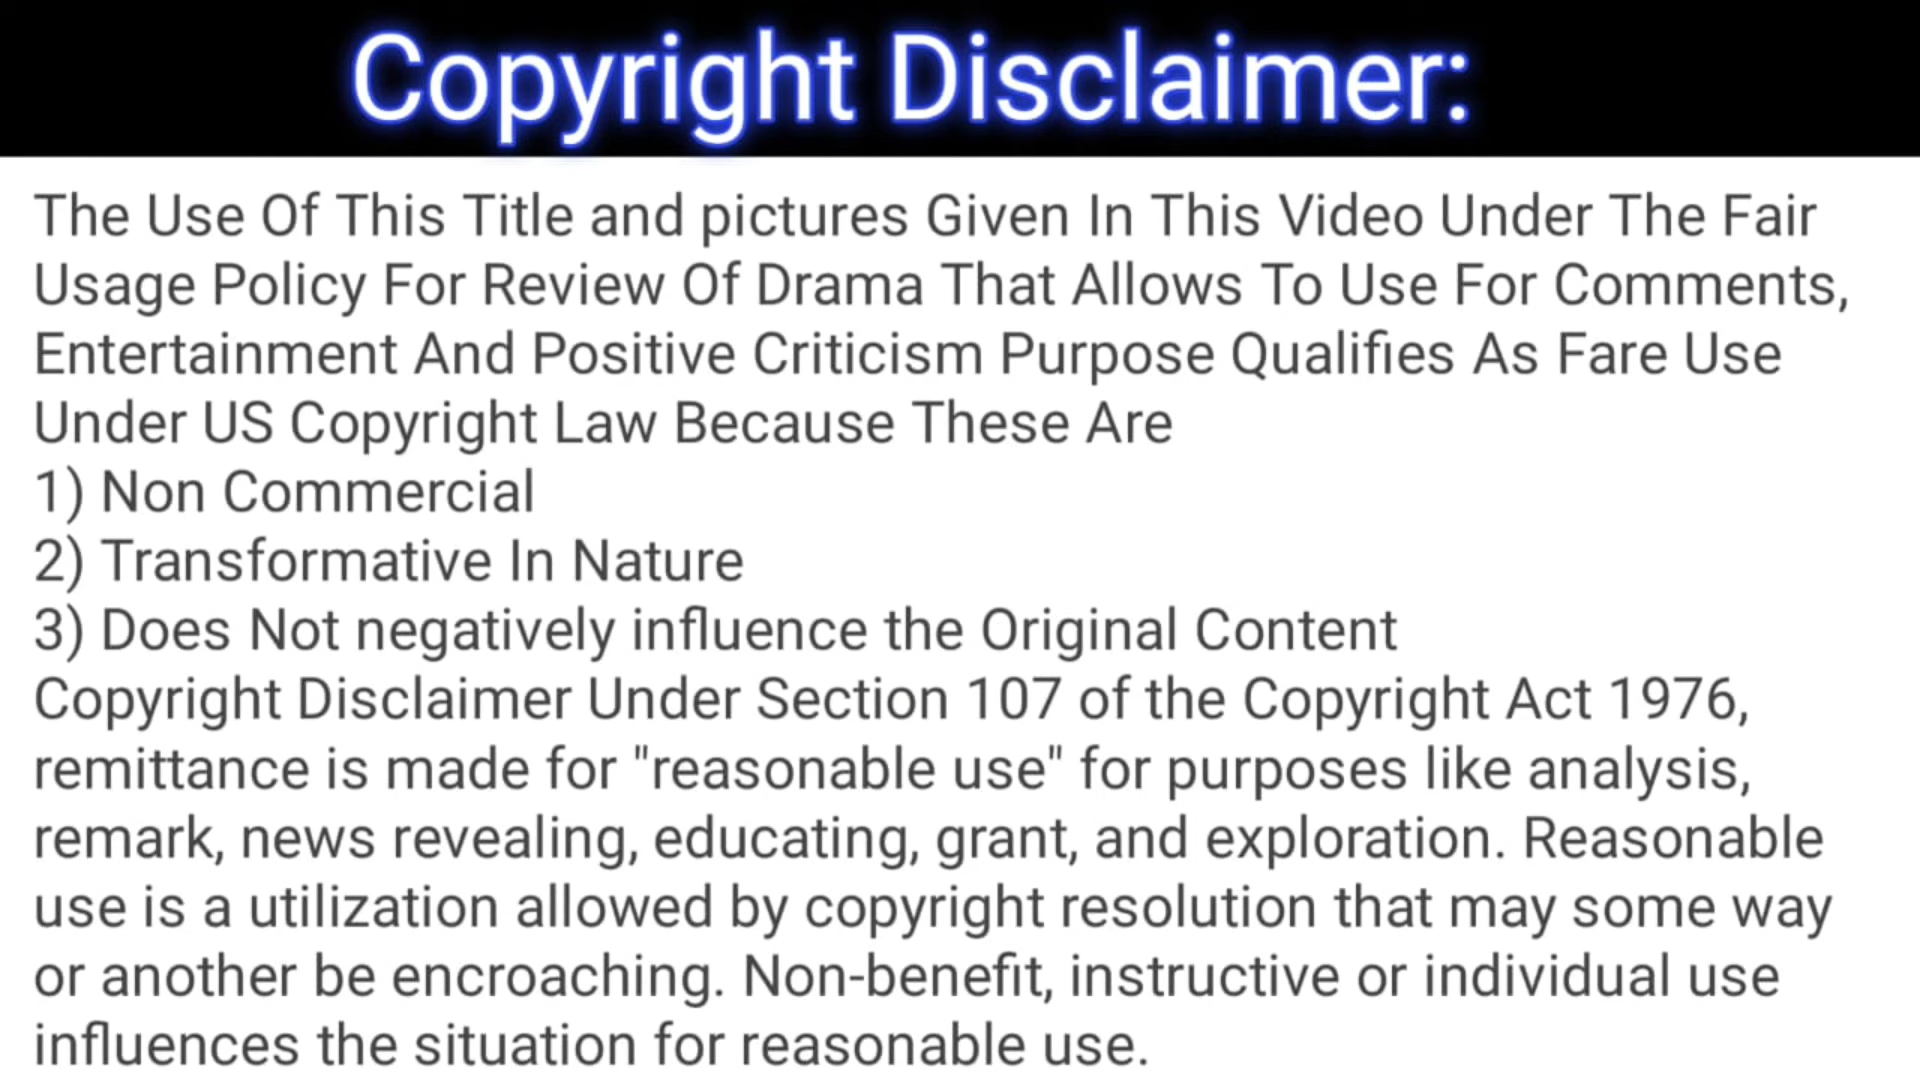 Copyright Disclaimer:
The Use Of This Title and pictures Given In This Video Under The Fair
Usage Policy For Review Of Drama That Allows To Use For Comments,
Entertainment And Positive Criticism Purpose Qualifies As Fare Use
Under US Copyright Law Because These Are
1) Non Commercial
2) Transformative In Nature
3) Does Not negatively influence the Original Content
Copyright Disclaimer Under Section 107 of the Copyright Act 1976,
remittance is made for "reasonable use" for purposes like analysis,
remark, news revealing, educating, grant, and exploration. Reasonable
use is a utilization allowed by copyright resolution that may some way
or another be encroaching. Non-benefit, instructive or individual use
influences the situation for reasonable use.